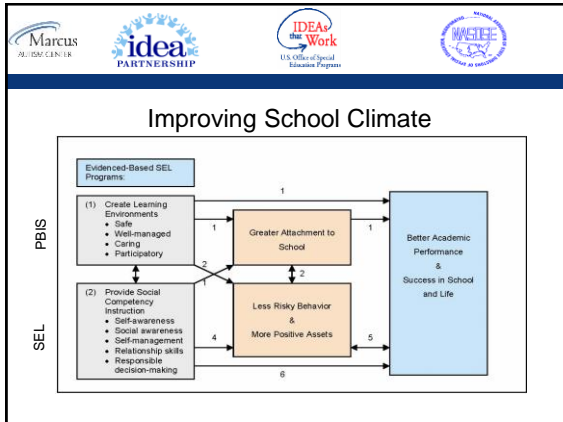 Marcus
AUTISM CENTER
idea
PARTNERSHIP
IDEAs
that Work
U.S. Office of Special
Education Programs
NASDSE
Improving School Climate
PBIS
SEL
Evidenced-Based SEL
Programs:
(1) Create Learning
Environments
• Safe
• Well-managed
• Caring
• Participatory
(2) Provide Social
Competency
Instruction
• Self-awareness
• Social awareness
• Self-management
• Relationship skills
• Responsible
decision-making
1
1
2
1
4
6
Greater Attachment to
School
2
Less Risky Behavior
&
More Positive Assets
1
5
Better Academic
Performance
&
Success in School
and Life